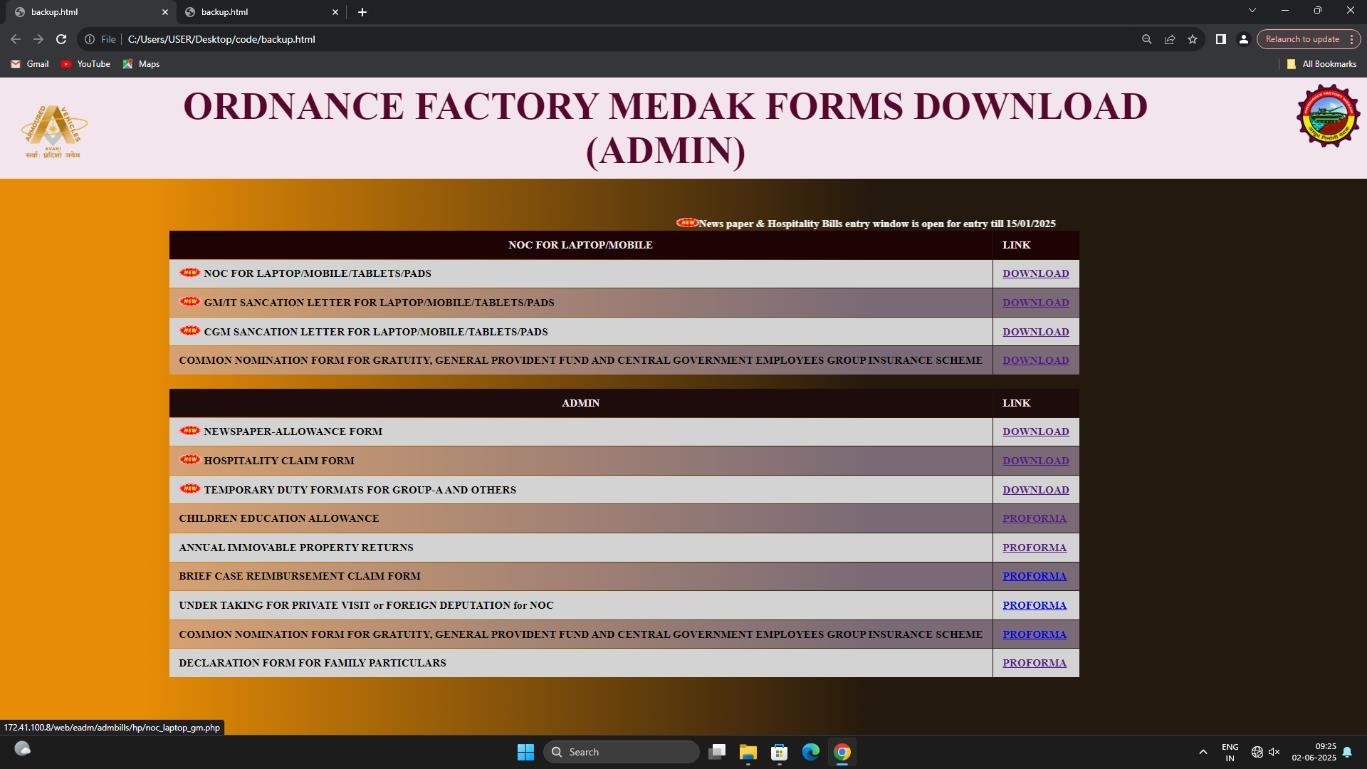 backup.html
backup.html
File
C:/Users/USER/Desktop/code/backup.html
Relaunch to update
Gmail
YouTube
Maps
All Bookmarks
ARMOURED VEHICLES
AVANI
ORDNANCE FACTORY MEDAK FORMS DOWNLOAD
(ADMIN)
NEW News paper & Hospitality Bills entry window is open for entry till 15/01/2025
NOC FOR LAPTOP/MOBILE LINK
NEW NOC FOR LAPTOP/MOBILE/TABLETS/PADS DOWNLOAD
NEW GM/IT SANCATION LETTER FOR LAPTOP/MOBILE/TABLETS/PADS DOWNLOAD
NEW CGM SANCATION LETTER FOR LAPTOP/MOBILE/TABLETS/PADS DOWNLOAD
COMMON NOMINATION FORM FOR GRATUITY, GENERAL PROVIDENT FUND AND CENTRAL GOVERNMENT EMPLOYEES GROUP INSURANCE SCHEME DOWNLOAD
ADMIN LINK
NEW NEWSPAPER-ALLOWANCE FORM DOWNLOAD
NEW HOSPITALITY CLAIM FORM DOWNLOAD
NEW TEMPORARY DUTY FORMATS FOR GROUP-A AND OTHERS DOWNLOAD
CHILDREN EDUCATION ALLOWANCE PROFORMA
ANNUAL IMMOVABLE PROPERTY RETURNS PROFORMA
BRIEF CASE REIMBURSEMENT CLAIM FORM PROFORMA
UNDER TAKING FOR PRIVATE VISIT or FOREIGN DEPUTATION for NOC PROFORMA
COMMON NOMINATION FORM FOR GRATUITY, GENERAL PROVIDENT FUND AND CENTRAL GOVERNMENT EMPLOYEES GROUP INSURANCE SCHEME PROFORMA
DECLARATION FORM FOR FAMILY PARTICULARS PROFORMA
172.41.100.8/web/eadm/admbills/hp/noc_laptop_gm.php
Search
ENG
IN
09:25
02-06-2025